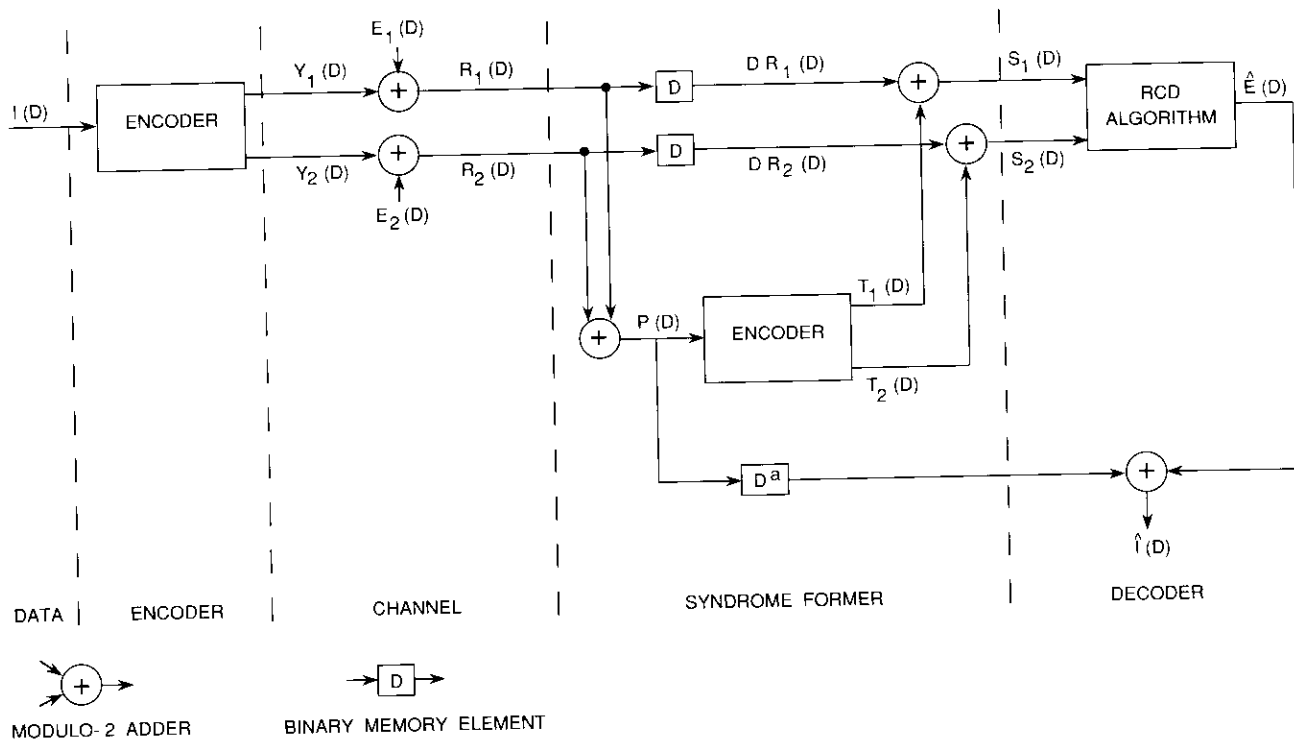 E₁(D)
I(D)
ENCODER
Y₁(D)
+
R₁(D)
D
D R₁(D)
+
S₁(D)
RCD
ALGORITHM
Ê(D)
Y₂(D)
+
R₂(D)
D
D R₂(D)
+
S₂(D)
E₂(D)
+
P(D)
ENCODER
T₁(D)
T₂(D)
Dᵃ
+
Î(D)
DATA
ENCODER
CHANNEL
SYNDROME FORMER
DECODER
+
D
MODULO-2 ADDER
BINARY MEMORY ELEMENT